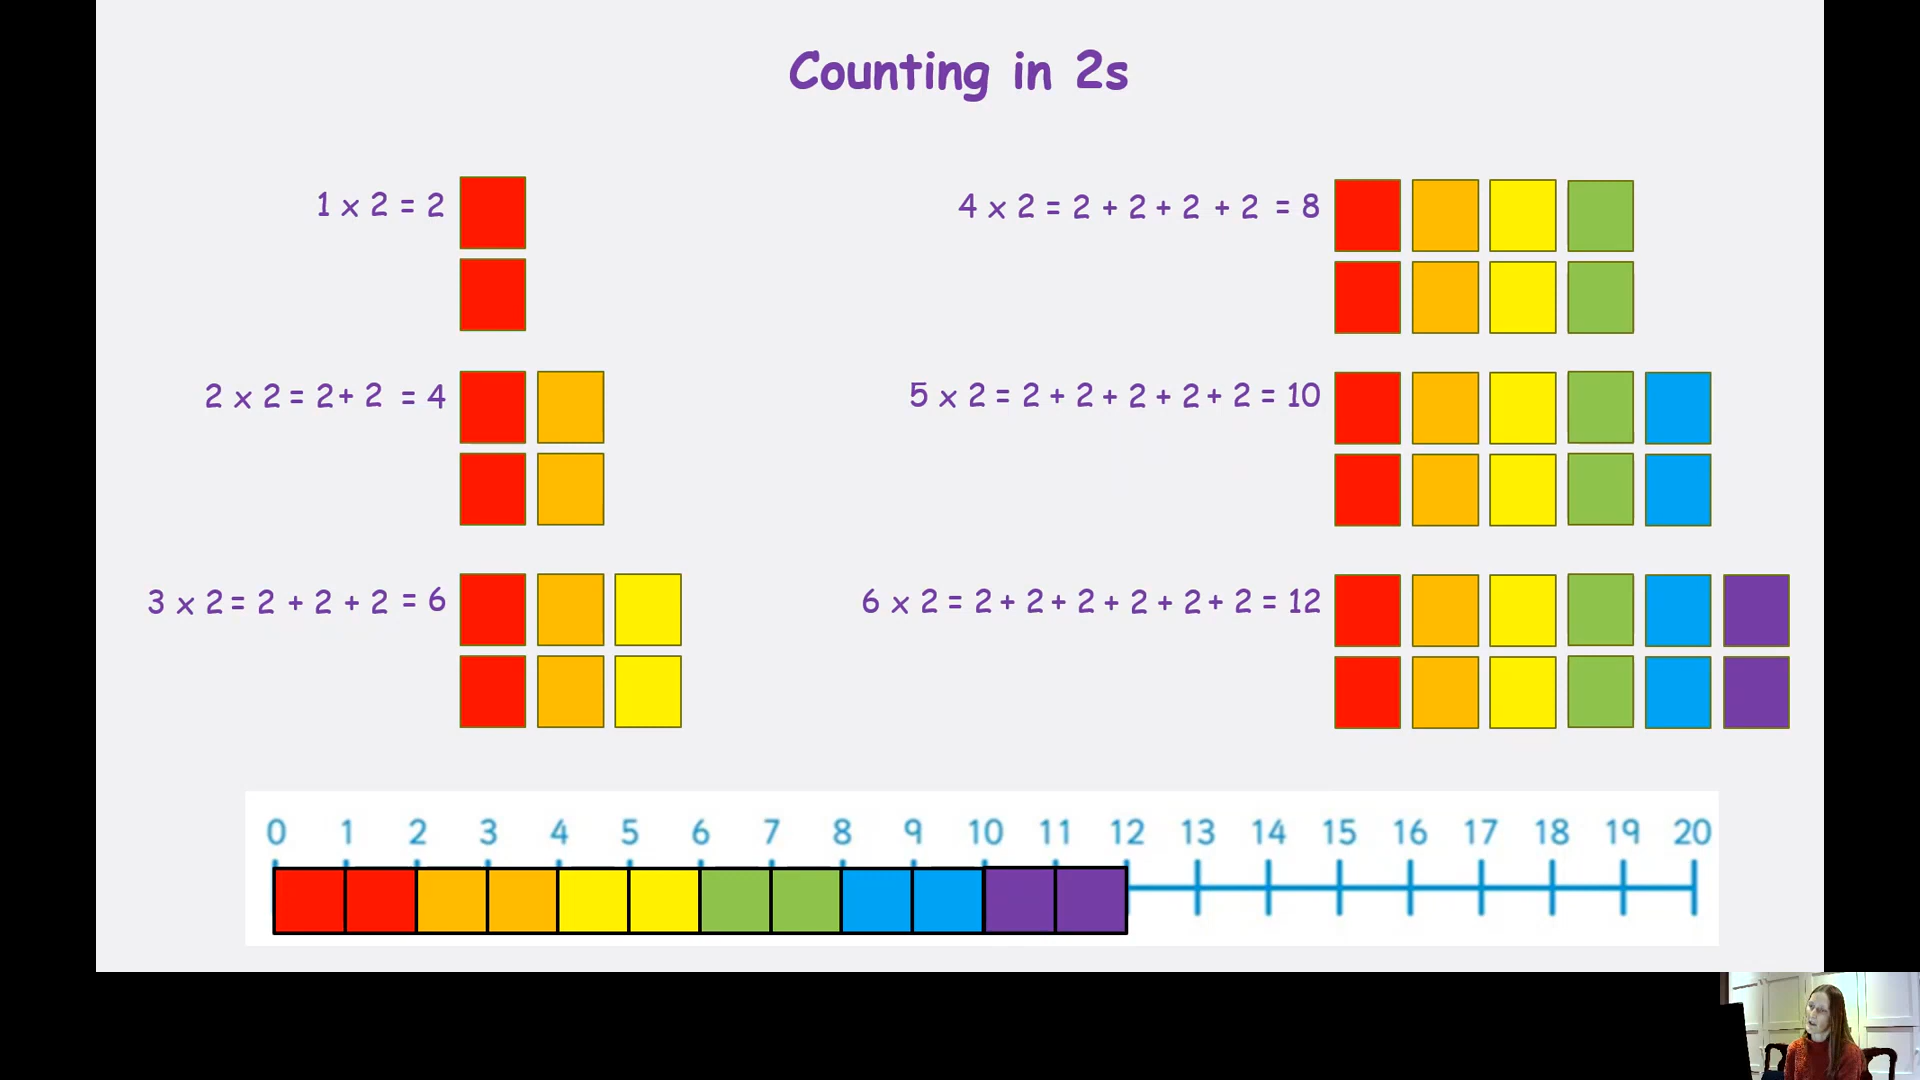 Counting in 2s
1 x 2 = 2
2 x 2 = 2 + 2 = 4
3 x 2 = 2 + 2 + 2 = 6
4 x 2 = 2 + 2 + 2 + 2 = 8
5 x 2 = 2 + 2 + 2 + 2 + 2 = 10
6 x 2 = 2 + 2 + 2 + 2 + 2 + 2 = 12
0 1 2 3 4 5 6 7 8 9 10 11 12 13 14 15 16 17 18 19 20